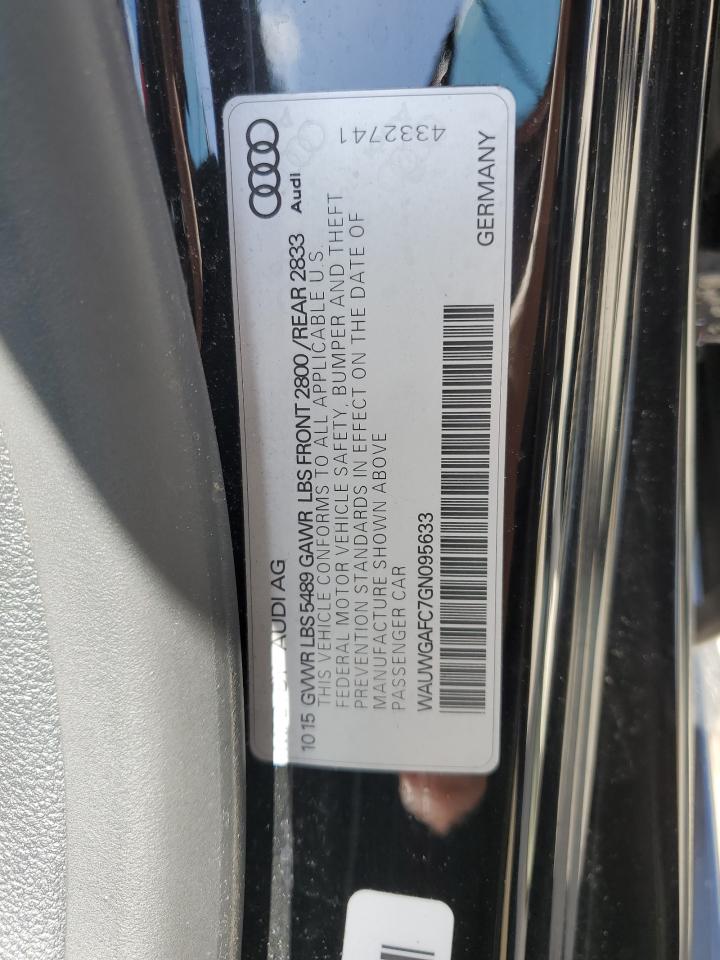 AUDI AG
10 15 GVWR LBS 5489 GAWR LBS FRONT 2800 /REAR 2833
THIS VEHICLE CONFORMS TO ALL APPLICABLE U.S.
FEDERAL MOTOR VEHICLE SAFETY, BUMPER AND THEFT
PREVENTION STANDARDS IN EFFECT ON THE DATE OF
MANUFACTURE SHOWN ABOVE
PASSENGER CAR
WAUWGAFC7GN095633
Audi
GERMANY
4332741